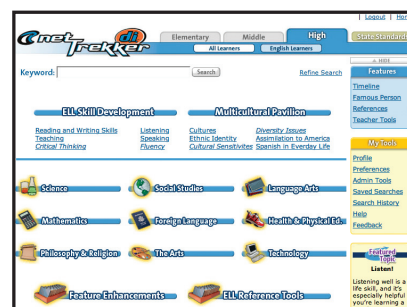 | Logout | Ho
net Trekker di
Elementary Middle High State Standards
All Learners English Learners
Keyword: Search Refine Search
HIDE
Features
Timeline
Famous Person
References
Teacher Tools
ELL Skill Development Multicultural Pavilion
Reading and Writing Skills Listening Cultures Diversity Issues
Teaching Speaking Ethnic Identity Assimilation to America
Critical Thinking Fluency Cultural Sensitivites Spanish in Everday Life
My Tools
Profile
Preferences
Admin Tools
Saved Searches
Search History
Help
Feedback
Science Social Studies Language Arts
Mathematics Foreign Language Health & Physical Ed.
Philosophy & Religion The Arts Technology
Feature Enhancements ELL Reference Tools
Featured
Topic
Listen!
Listening well is a
life skill, and it's
especially helpful
you're learning a